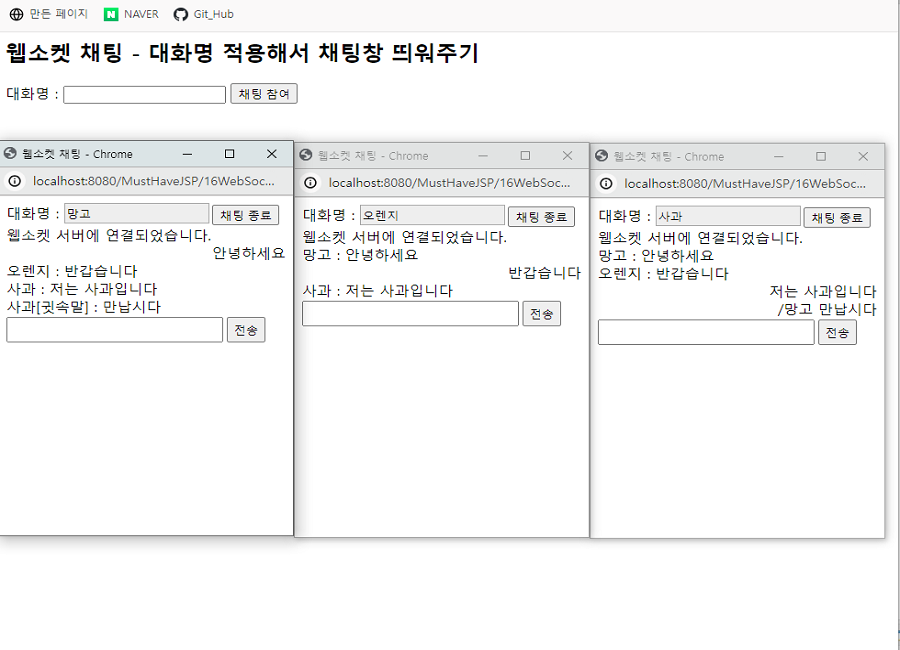 만든 페이지 NAVER Git_Hub
웹소켓 채팅 - 대화명 적용해서 채팅창 띄워주기
대화명 : 채팅 참여
웹소켓 채팅 - Chrome
localhost:8080/MustHaveJSP/16WebSoc...
대화명 : 망고 채팅 종료
웹소켓 서버에 연결되었습니다.
안녕하세요
오렌지 : 반갑습니다
사과 : 저는 사과입니다
사과[귓속말] : 만납시다
전송
웹소켓 채팅 - Chrome
localhost:8080/MustHaveJSP/16WebSoc...
대화명 : 오렌지 채팅 종료
웹소켓 서버에 연결되었습니다.
망고 : 안녕하세요
반갑습니다
사과 : 저는 사과입니다
전송
웹소켓 채팅 - Chrome
localhost:8080/MustHaveJSP/16WebSoc...
대화명 : 사과 채팅 종료
웹소켓 서버에 연결되었습니다.
망고 : 안녕하세요
오렌지 : 반갑습니다
저는 사과입니다
/망고 만납시다
전송